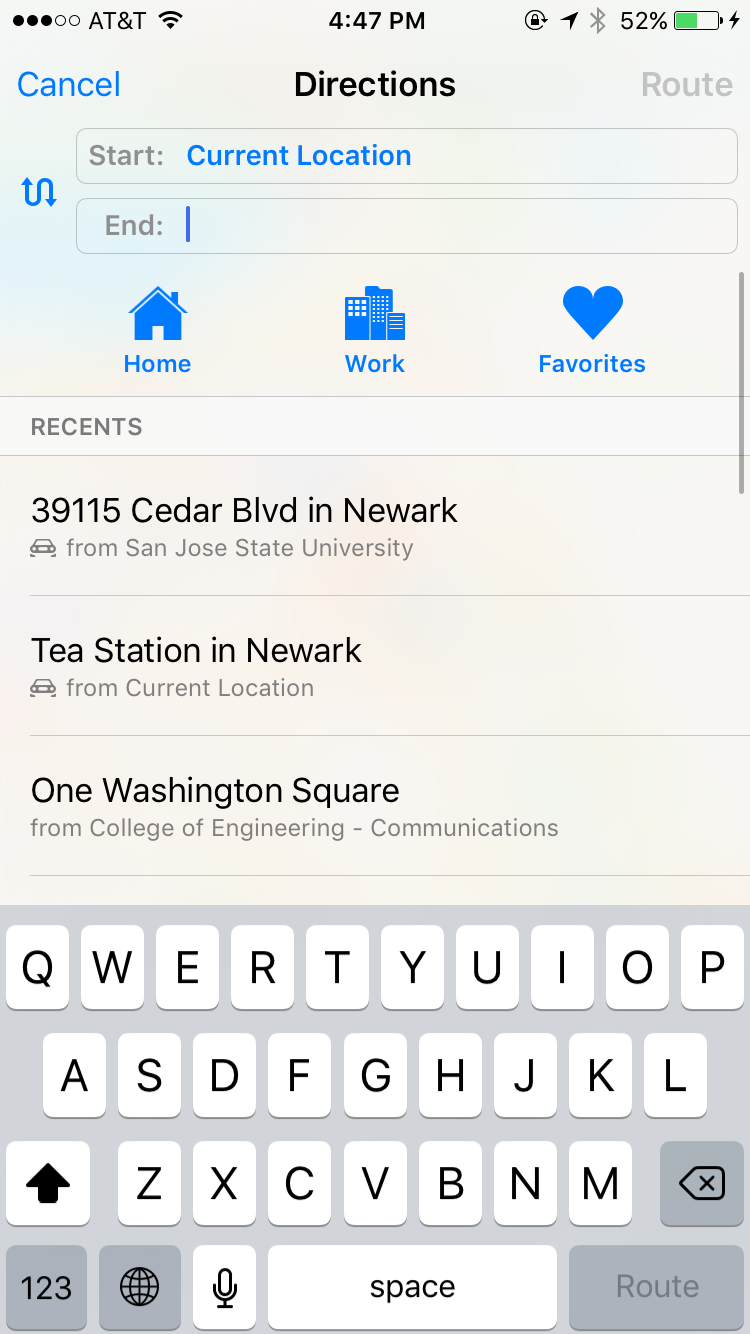 AT&T 4:47 PM 52%
Cancel Directions Route
Start: Current Location
End:
Home Work Favorites
RECENTS
39115 Cedar Blvd in Newark
from San Jose State University
Tea Station in Newark
from Current Location
One Washington Square
from College of Engineering - Communications
Q W E R T Y U I O P
A S D F G H J K L
Z X C V B N M
123 space Route